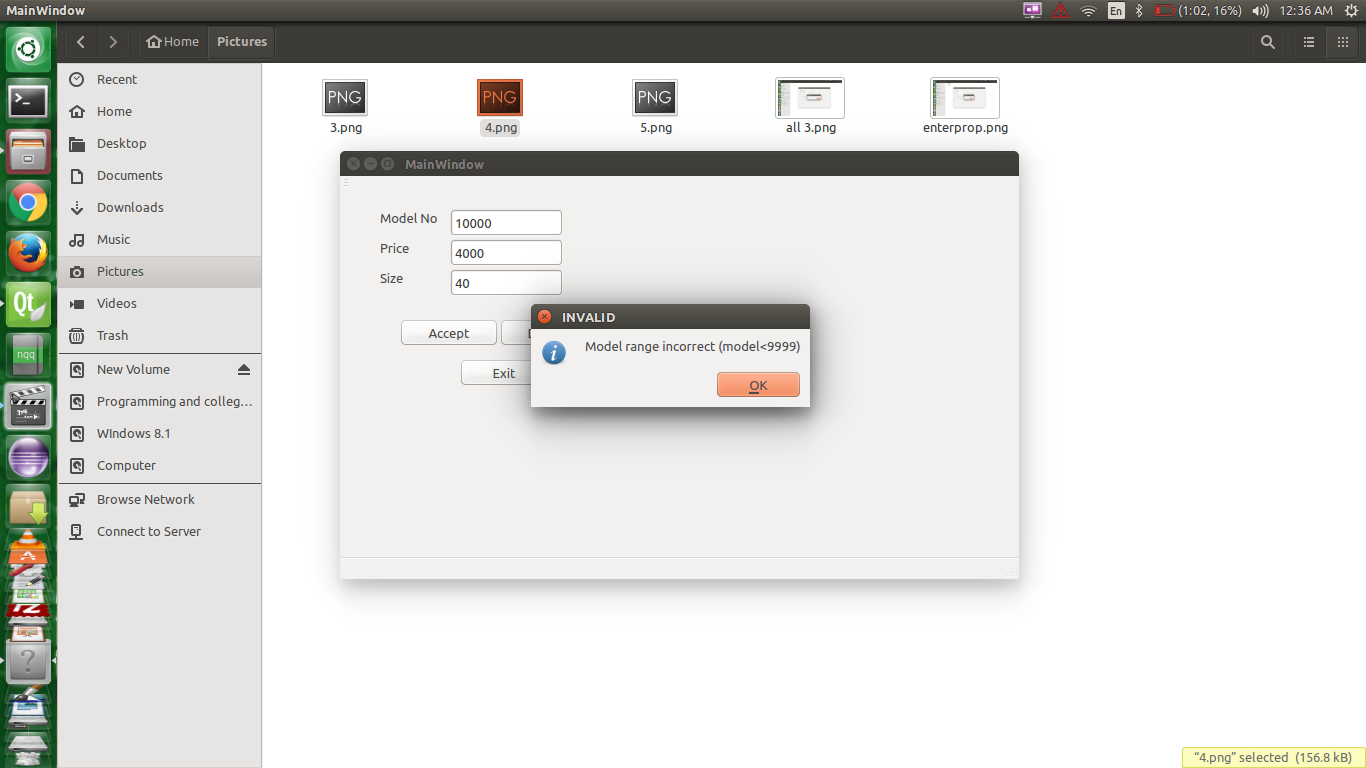 MainWindow
En
(1:02, 16%)
12:36 AM
Home
Pictures
Recent
Home
Desktop
Documents
Downloads
Music
Pictures
Videos
Trash
New Volume
Programming and colleg...
WIndows 8.1
Computer
Browse Network
Connect to Server
Qt
nqq
PNG
PNG
PNG
3.png
4.png
5.png
all 3.png
enterprop.png
MainWindow
Model No
10000
Price
4000
Size
40
Accept
Exit
INVALID
Model range incorrect (model<9999)
OK
“4.png” selected (156.8 kB)